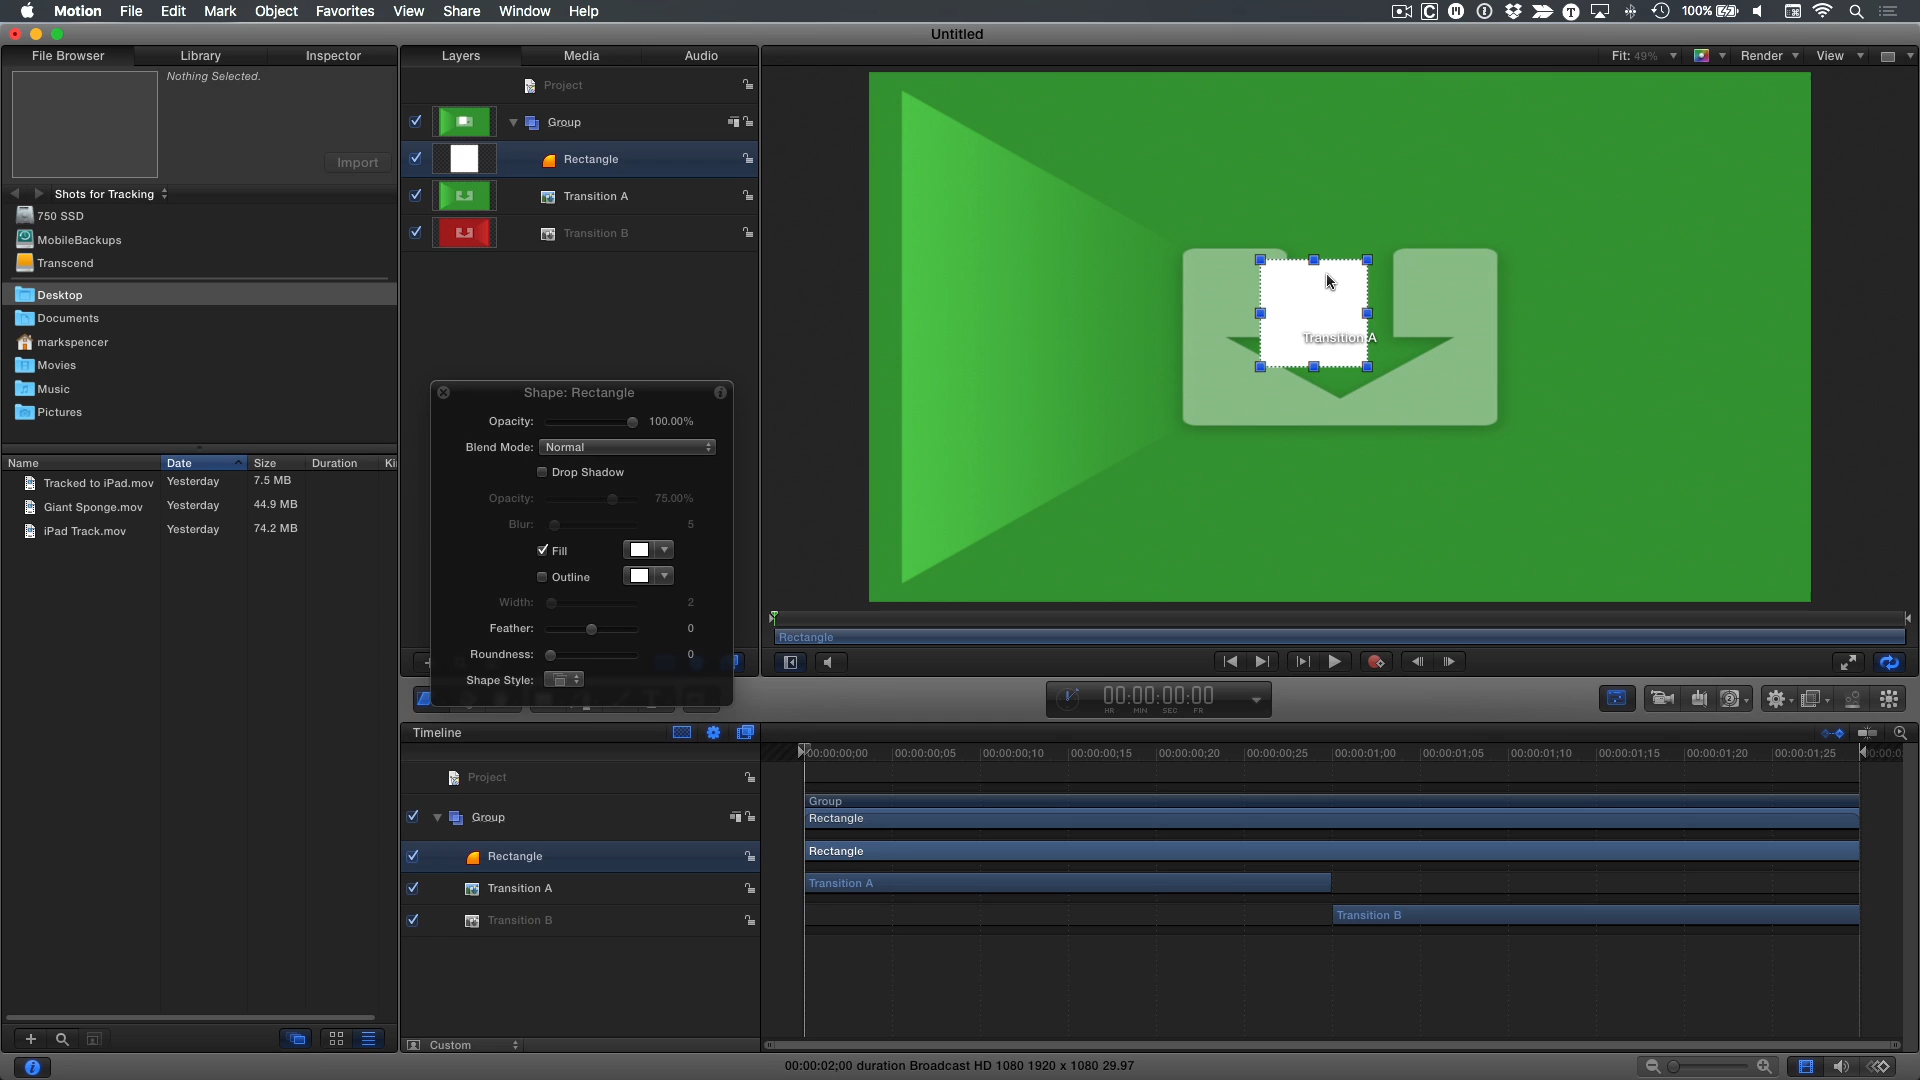 Motion File Edit Mark Object Favorites View Share Window Help
100%
Untitled
File Browser Library Inspector
Nothing Selected.
Import
Shots for Tracking
750 SSD
MobileBackups
Transcend
Desktop
Documents
markspencer
Movies
Music
Pictures
Name Date Size Duration Ki
Tracked to iPad.mov Yesterday 7.5 MB
Giant Sponge.mov Yesterday 44.9 MB
iPad Track.mov Yesterday 74.2 MB
Layers Media Audio
Project
Group
Rectangle
Transition A
Transition B
Shape: Rectangle
Opacity: 100.00%
Blend Mode: Normal
Drop Shadow
Opacity: 75.00%
Blur: 5
Fill
Outline
Width: 2
Feather: 0
Roundness: 0
Shape Style:
Fit: 49% Render View
Transition A
Rectangle
00:00:00:00
HR MIN SEC FR
Timeline
00:00:00;00 00:00:00;05 00:00:00;10 00:00:00;15 00:00:00;20 00:00:00;25 00:00:01;00 00:00:01;05 00:00:01;10 00:00:01;15 00:00:01;20 00:00:01;25
Project
Group
Rectangle
Transition A
Transition B
Group
Rectangle
Rectangle
Transition A
Transition B
Custom
00:00:02;00 duration Broadcast HD 1080 1920 x 1080 29.97